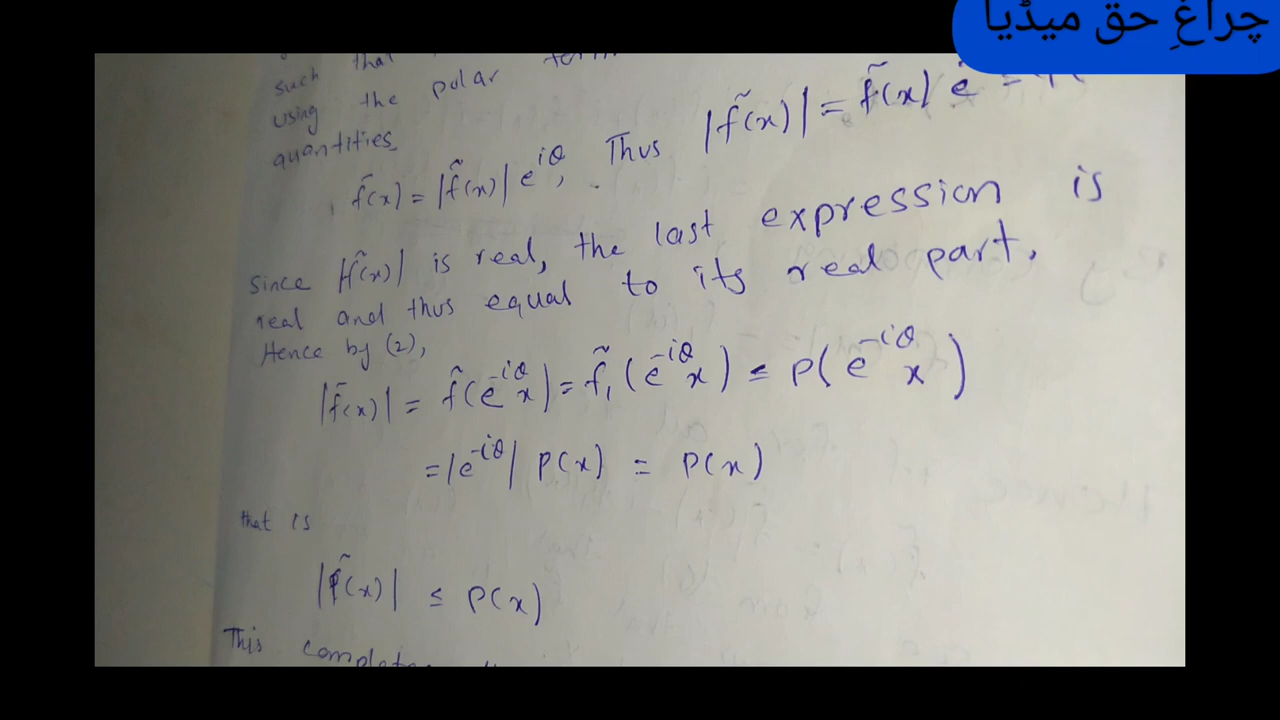 چراغِ حق میڈیا
such that
using the polar
quantities
f̃(x) = |f̃(x)| e^{iθ}, Thus |f̃(x)| = f̃(x) e
since |f̃(x)| is real, the last expression is
real and thus equal to its real part.
Hence by (2),
|f̃(x)| = f̃(e^{-iθ}x) = f̃₁(e^{-iθ}x) ≤ P(e^{-iθ}x)
= |e^{-iθ}| P(x) = P(x)
that is
|f̃(x)| ≤ P(x)
This